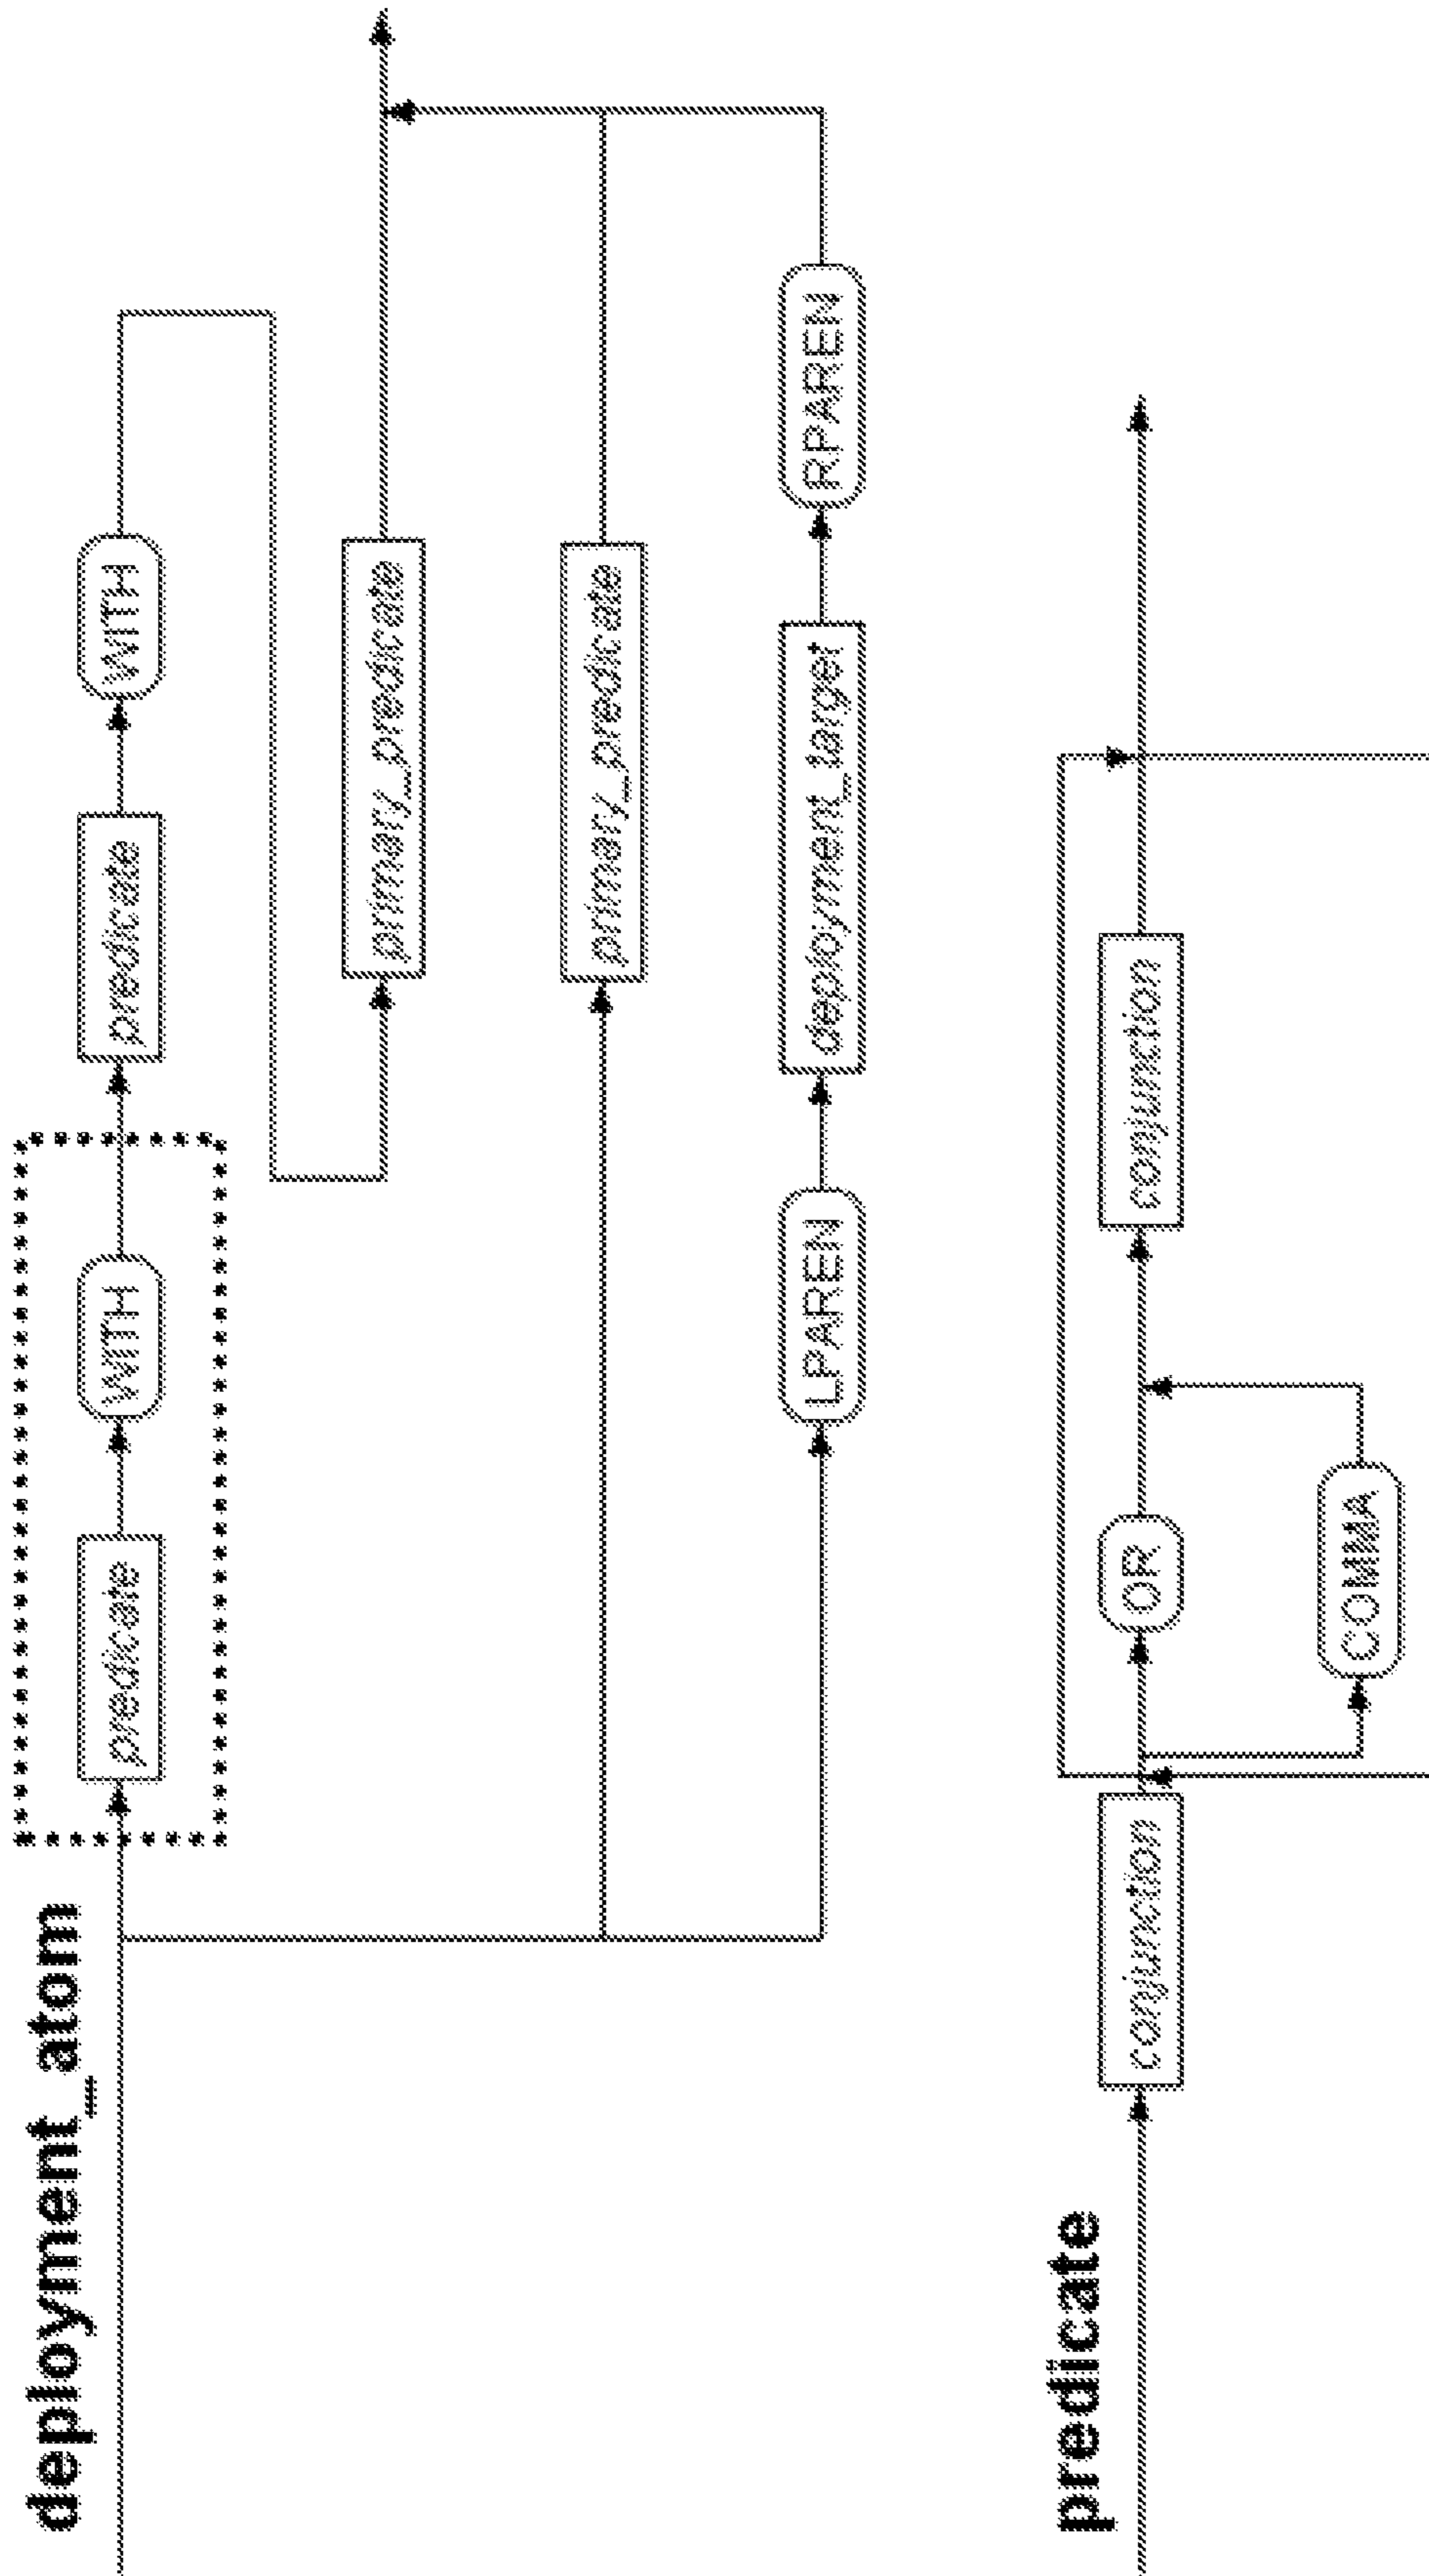 deployment_atom
predicate
WITH
predicate
WITH
primary_predicate
primary_predicate
LPAREN
deployment_target
RPAREN
predicate
conjunction
OR
conjunction
COMMA